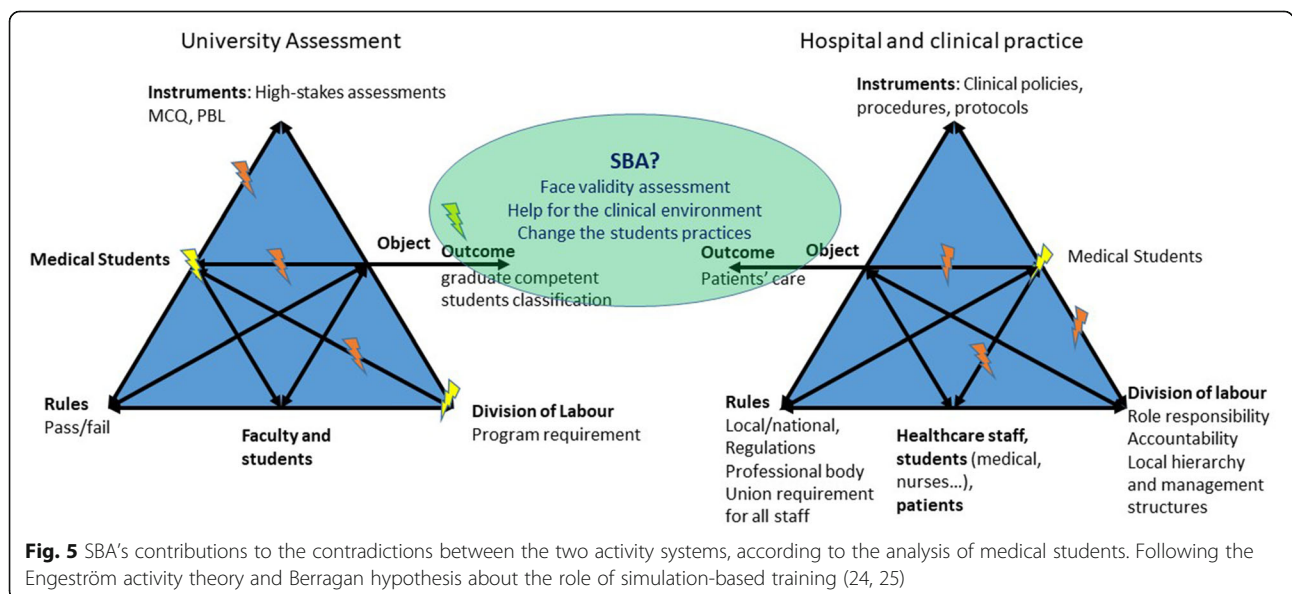 University Assessment
Instruments: High-stakes assessments
MCQ, PBL
Medical Students
Object
Outcome
graduate competent
students classification
Rules
Pass/fail
Faculty and
students
Division of Labour
Program requirement
SBA?
Face validity assessment
Help for the clinical environment
Change the students practices
Hospital and clinical practice
Instruments: Clinical policies,
procedures, protocols
Outcome
Patients' care
Object
Medical Students
Rules
Local/national,
Regulations
Professional body
Union requirement
for all staff
Healthcare staff,
students (medical,
nurses...),
patients
Division of labour
Role responsibility
Accountability
Local hierarchy
and management
structures
Fig. 5 SBA's contributions to the contradictions between the two activity systems, according to the analysis of medical students. Following the
Engeström activity theory and Berragan hypothesis about the role of simulation-based training (24, 25)